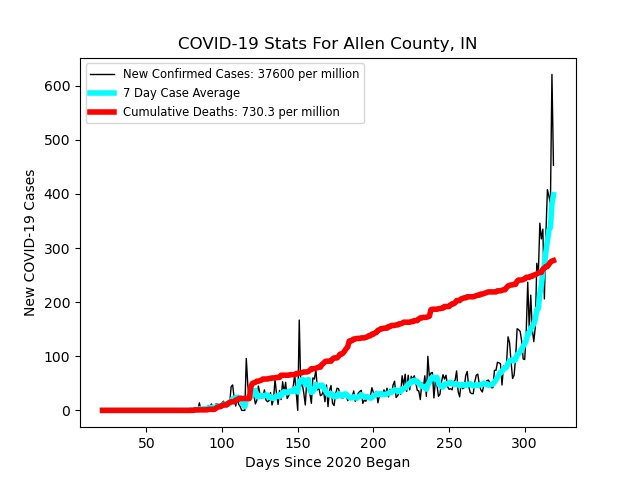 COVID-19 Stats For Allen County, IN
New Confirmed Cases: 37600 per million
7 Day Case Average
Cumulative Deaths: 730.3 per million
New COVID-19 Cases
600
500
400
300
200
100
0
50 100 150 200 250 300
Days Since 2020 Began